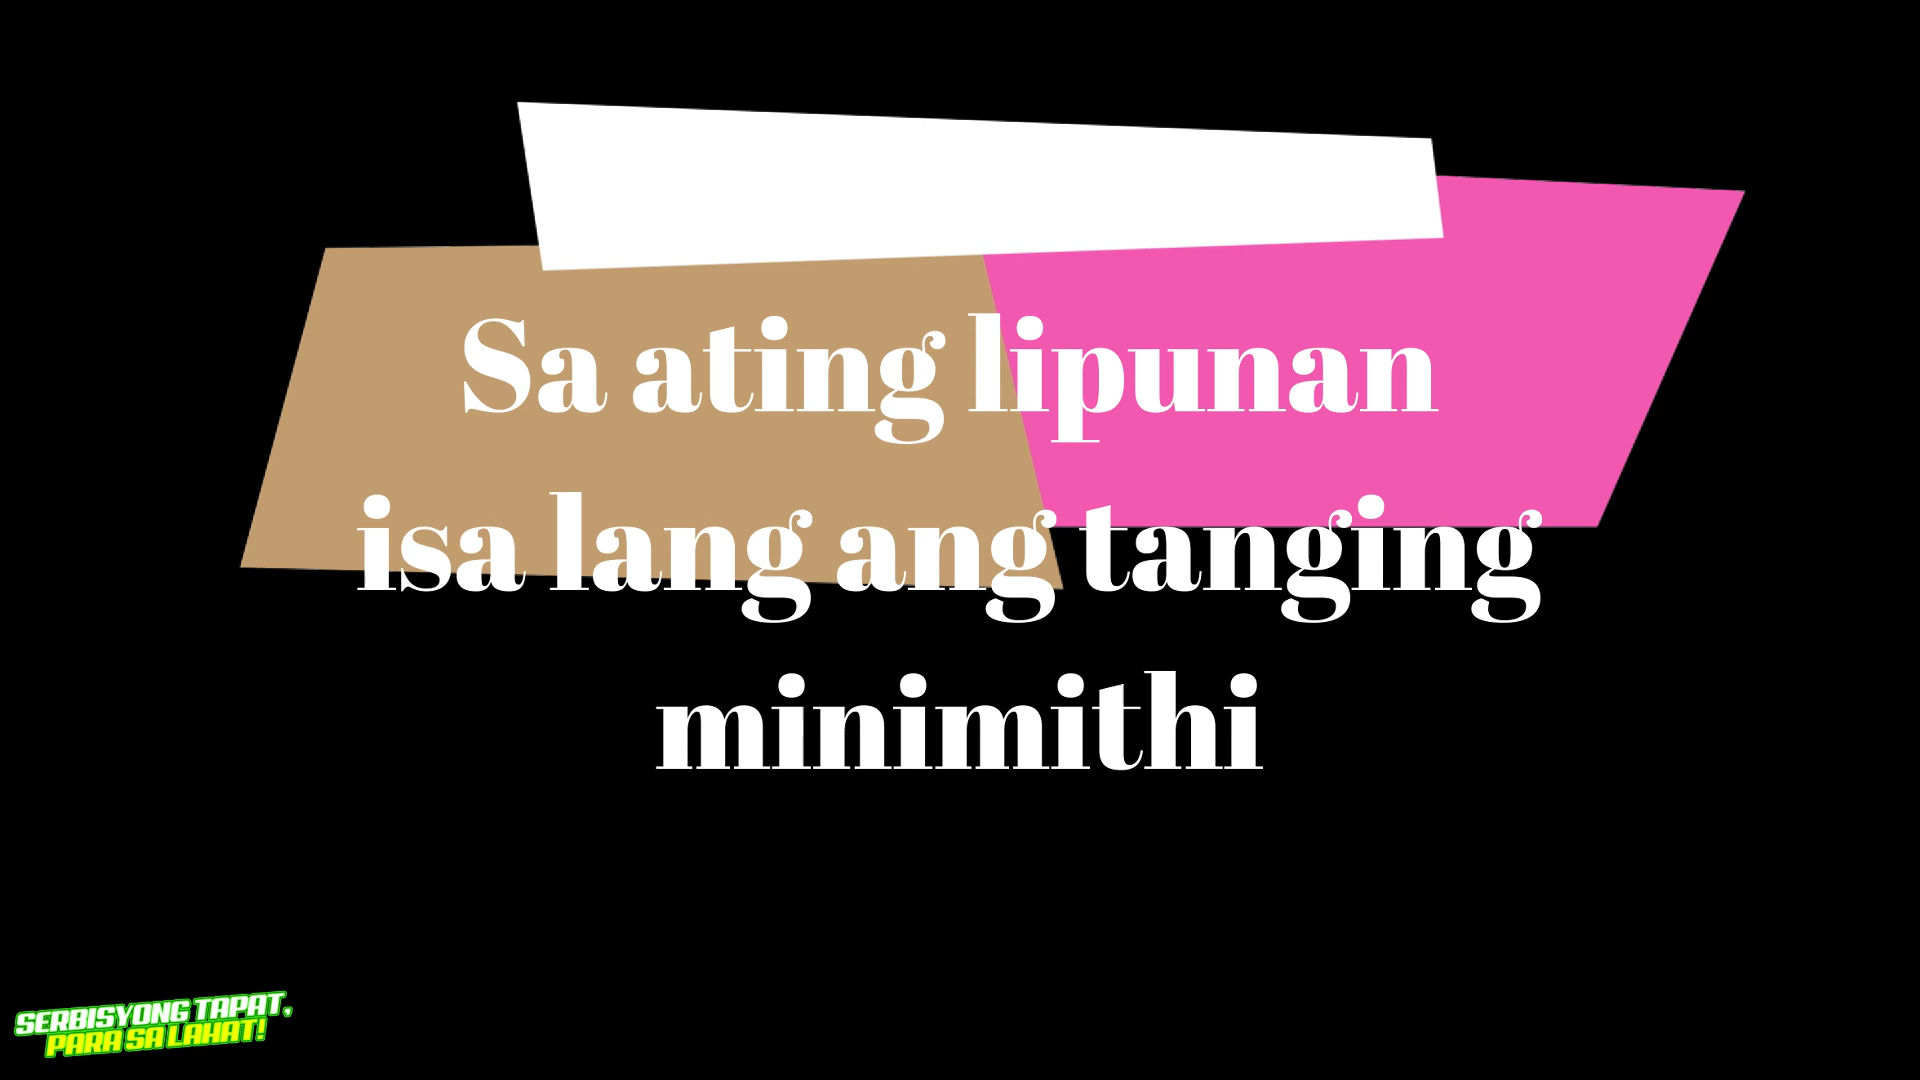 Sa ating lipunan
isa lang ang tanging
minimithi
SERBISYONG TAPAT,
PARA SA LAHAT!